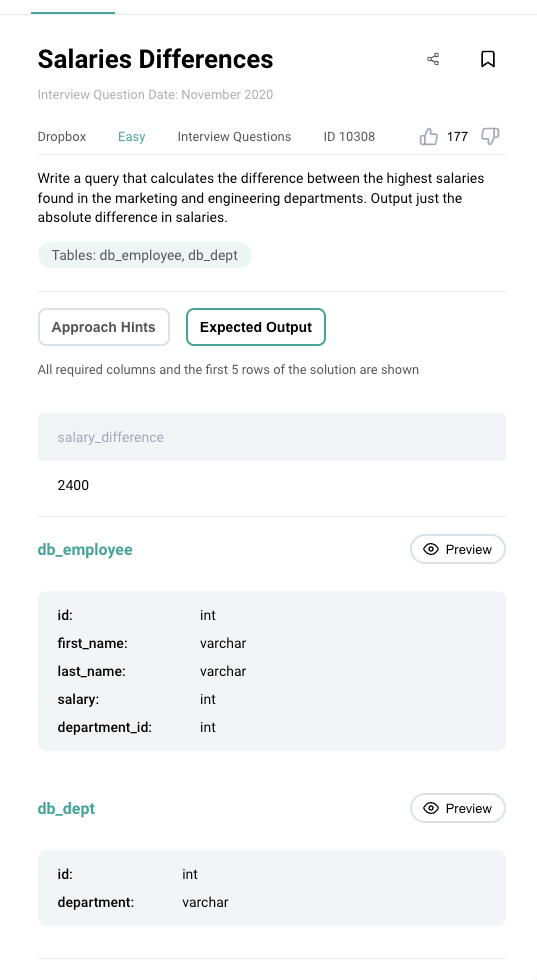 Salaries Differences
Interview Question Date: November 2020
Dropbox Easy Interview Questions ID 10308 177
Write a query that calculates the difference between the highest salaries
found in the marketing and engineering departments. Output just the
absolute difference in salaries.
Tables: db_employee, db_dept
Approach Hints Expected Output
All required columns and the first 5 rows of the solution are shown
salary_difference
2400
db_employee Preview
id: int
first_name: varchar
last_name: varchar
salary: int
department_id: int
db_dept Preview
id: int
department: varchar